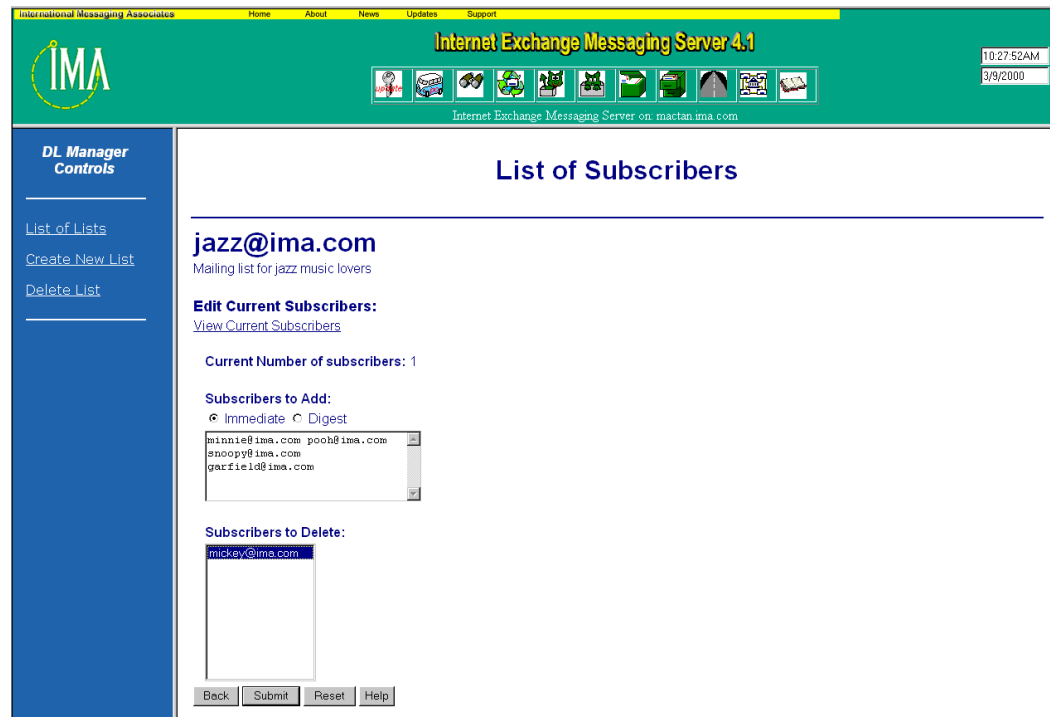 International Messaging Associates Home About News Updates Support
IMA
Internet Exchange Messaging Server 4.1
update
Internet Exchange Messaging Server on: mactan.ima.com
10:27:52AM
3/9/2000
DL Manager
Controls
List of Lists
Create New List
Delete List
List of Subscribers
jazz@ima.com
Mailing list for jazz music lovers
Edit Current Subscribers:
View Current Subscribers
Current Number of subscribers: 1
Subscribers to Add:
Immediate Digest
minnie@ima.com pooh@ima.com
snoopy@ima.com
garfield@ima.com
Subscribers to Delete:
mickey@ima.com
Back Submit Reset Help